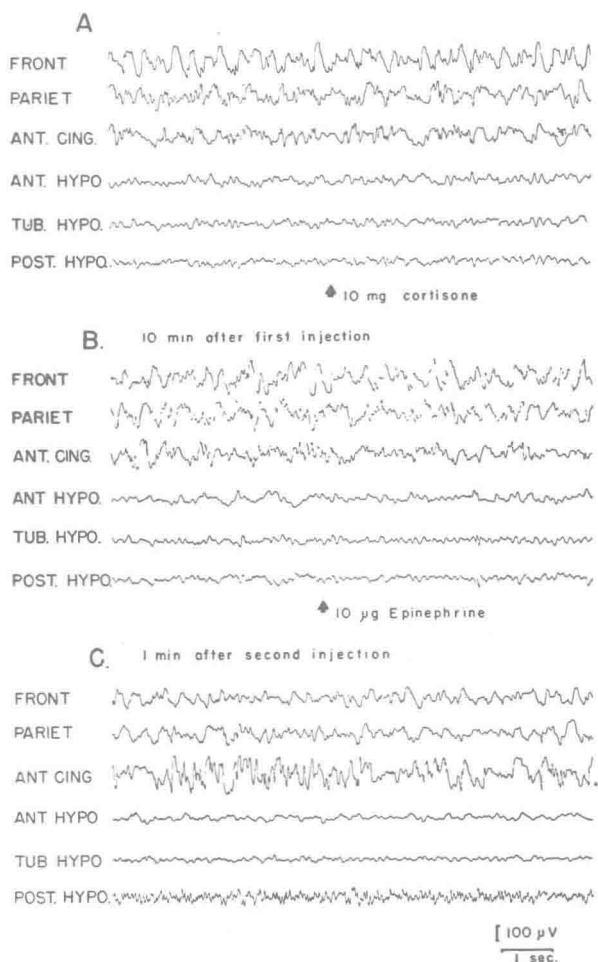 A
FRONT
PARIET
ANT. CING.
ANT. HYPO
TUB. HYPO.
POST. HYPO.
10 mg cortisone
B. 10 min after first injection
FRONT
PARIET
ANT. CING.
ANT HYPO.
TUB. HYPO.
POST. HYPO
10 µg Epinephrine
C. 1 min after second injection
FRONT
PARIET
ANT CING
ANT HYPO
TUB HYPO
POST. HYPO.
100 µV
1 sec.